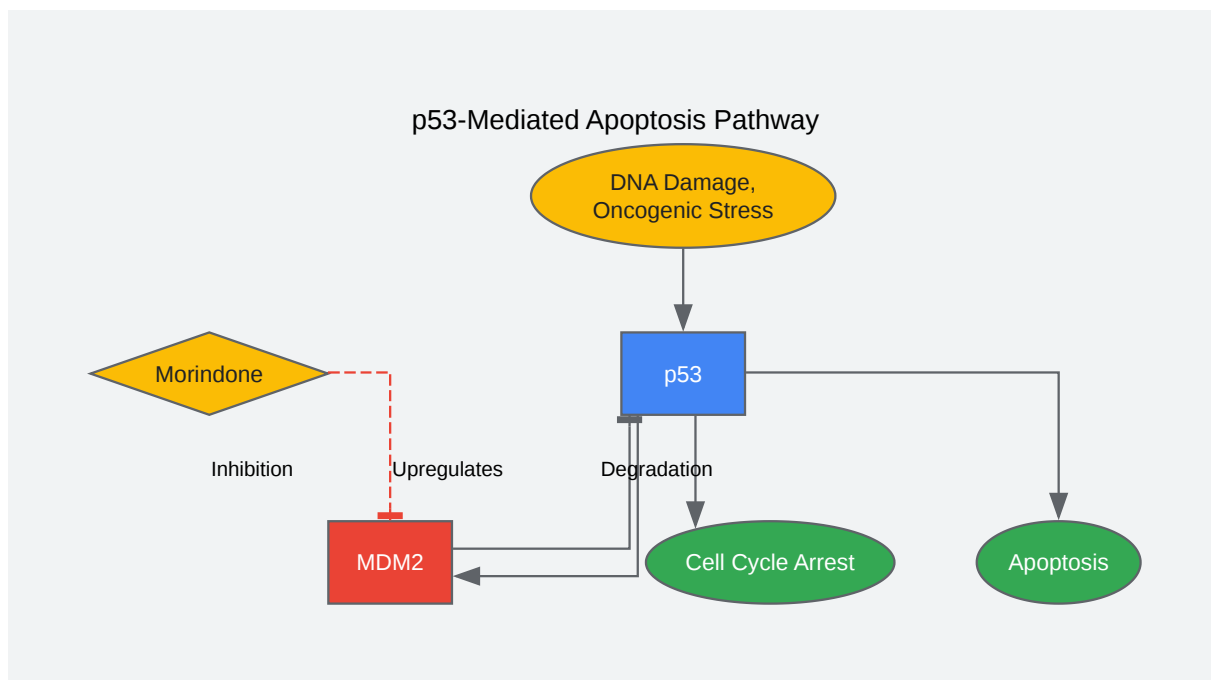 p53-Mediated Apoptosis Pathway
DNA Damage,
Oncogenic Stress
Morindone
p53
Inhibition
Upregulates
Degradation
MDM2
Cell Cycle Arrest
Apoptosis